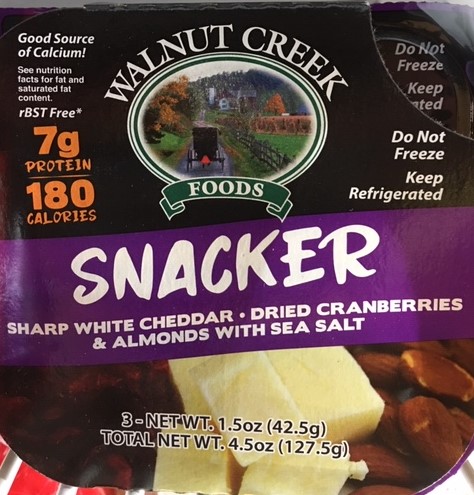 Good Source
of Calcium!
See nutrition
facts for fat and
saturated fat
content.
rBST Free*
7g
PROTEIN
180
CALORIES
WALNUT CREEK
FOODS
Do Not
Freeze
Keep
ated
Do Not
Freeze
Keep
Refrigerated
SNACKER
SHARP WHITE CHEDDAR • DRIED CRANBERRIES
& ALMONDS WITH SEA SALT
3 - NET WT. 1.5oz (42.5g)
TOTAL NET WT. 4.5oz (127.5g)